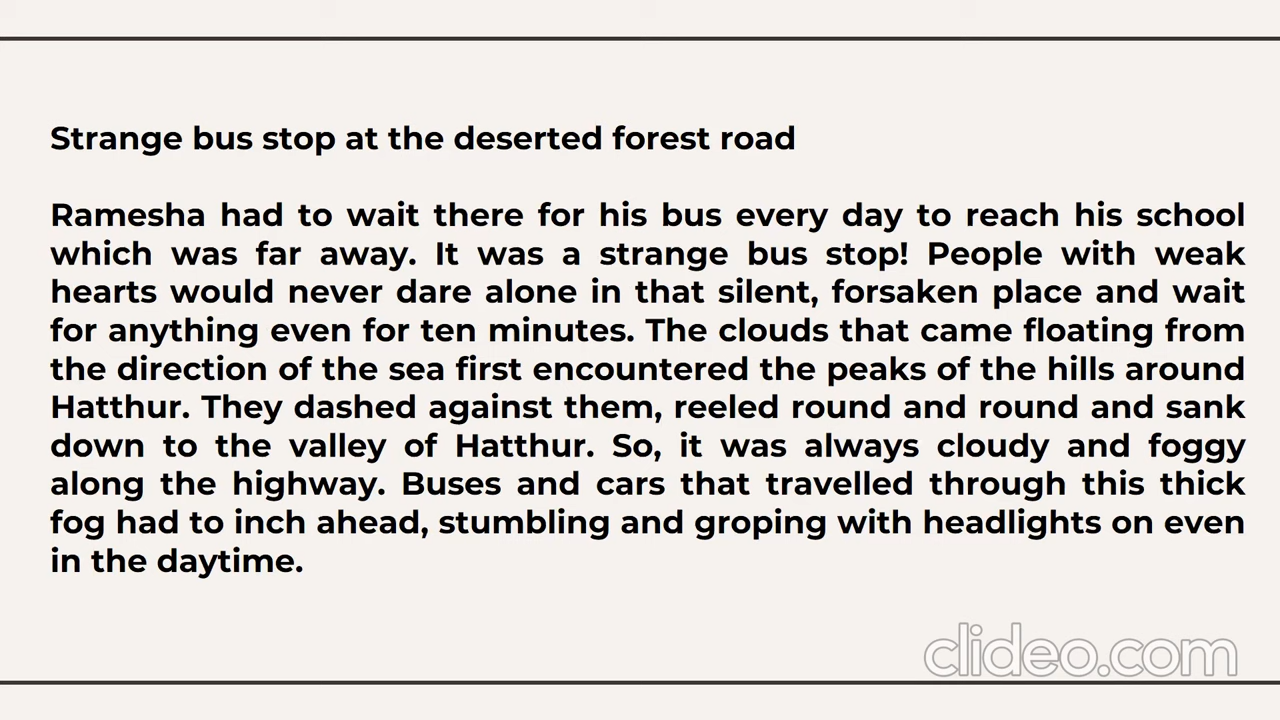 Strange bus stop at the deserted forest road
Ramesha had to wait there for his bus every day to reach his school
which was far away. It was a strange bus stop! People with weak
hearts would never dare alone in that silent, forsaken place and wait
for anything even for ten minutes. The clouds that came floating from
the direction of the sea first encountered the peaks of the hills around
Hatthur. They dashed against them, reeled round and round and sank
down to the valley of Hatthur. So, it was always cloudy and foggy
along the highway. Buses and cars that travelled through this thick
fog had to inch ahead, stumbling and groping with headlights on even
in the daytime.
clideo.com